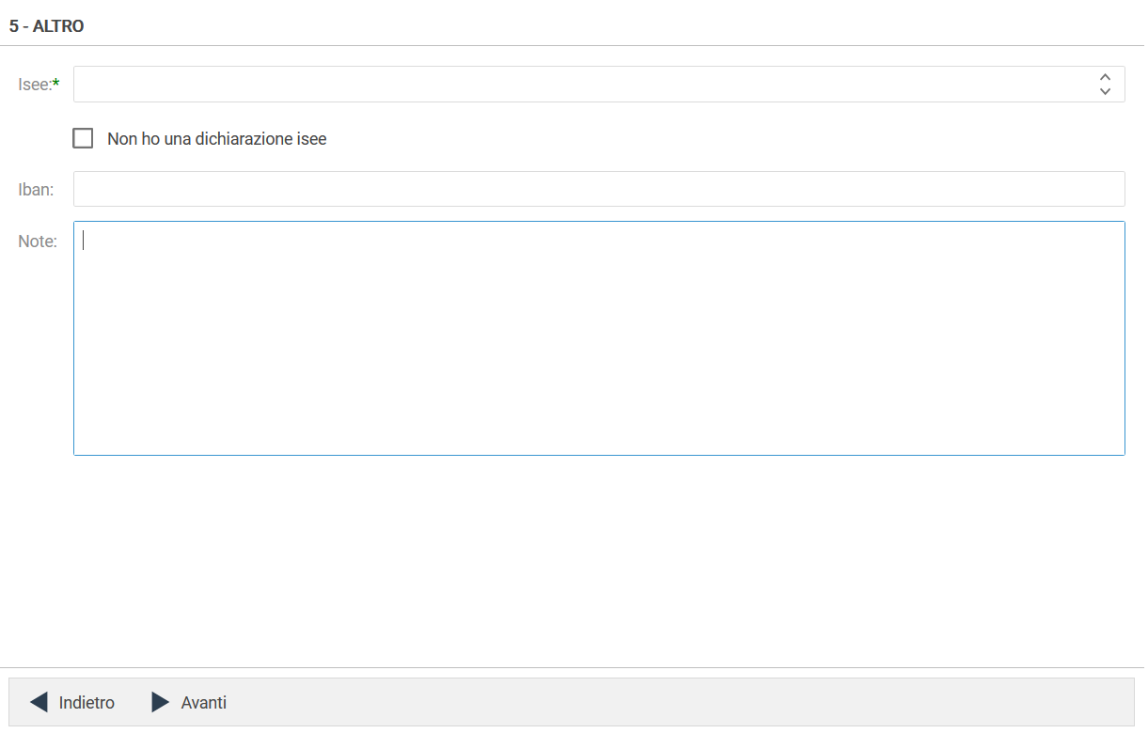 5 - ALTRO
Isee:*
Non ho una dichiarazione isee
Iban:
Note:
Indietro Avanti